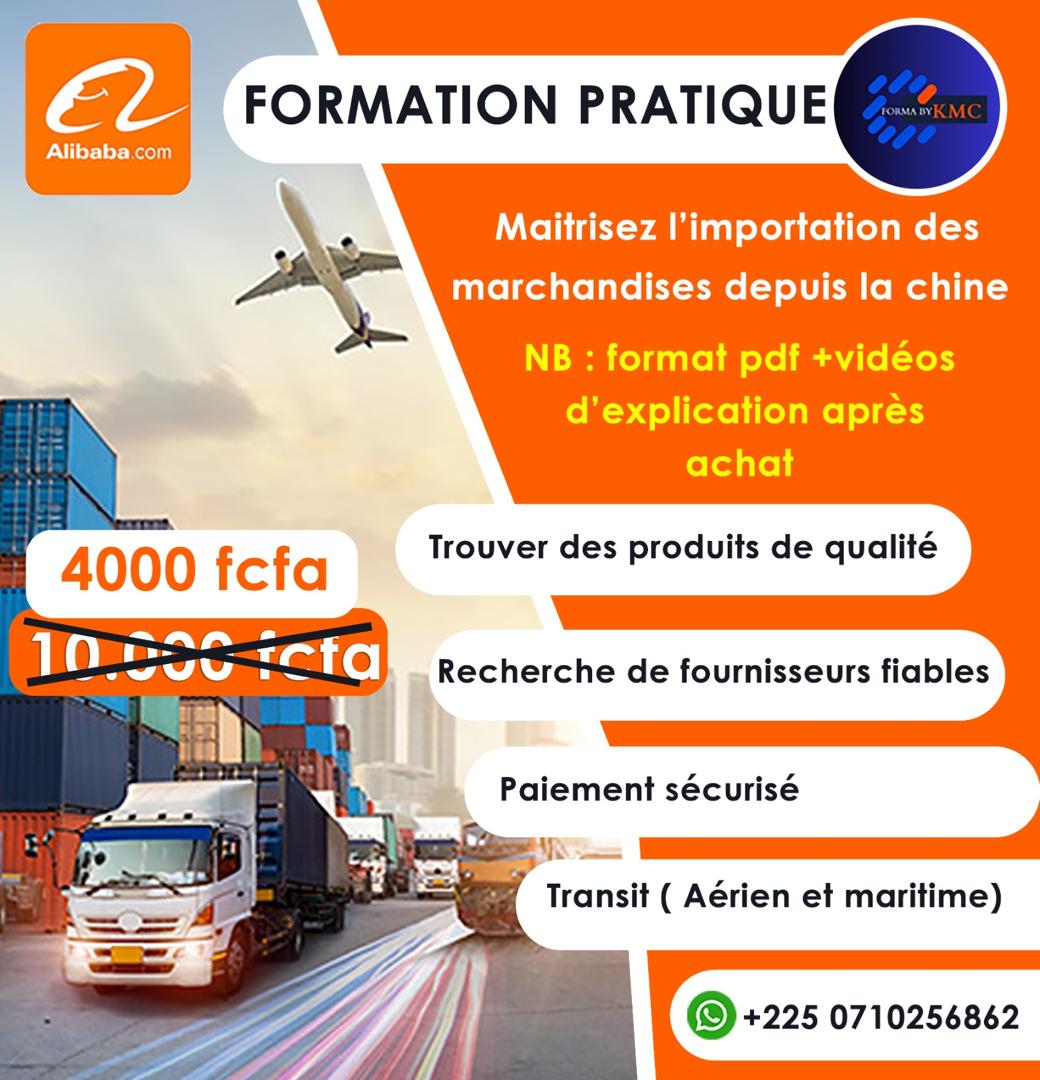 Alibaba.com
FORMATION PRATIQUE
FORMA BY KMC
Maitrisez l’importation des
marchandises depuis la chine
NB : format pdf +vidéos
d’explication après
achat
4000 fcfa
10.000 fcfa
Trouver des produits de qualité
Recherche de fournisseurs fiables
Paiement sécurisé
Transit ( Aérien et maritime)
+225 0710256862